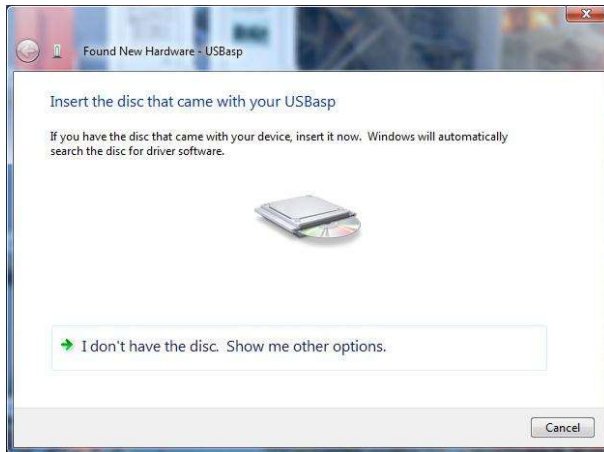 Found New Hardware - USBasp
Insert the disc that came with your USBasp
If you have the disc that came with your device, insert it now.  Windows will automatically
search the disc for driver software.
I don't have the disc.  Show me other options.
Cancel